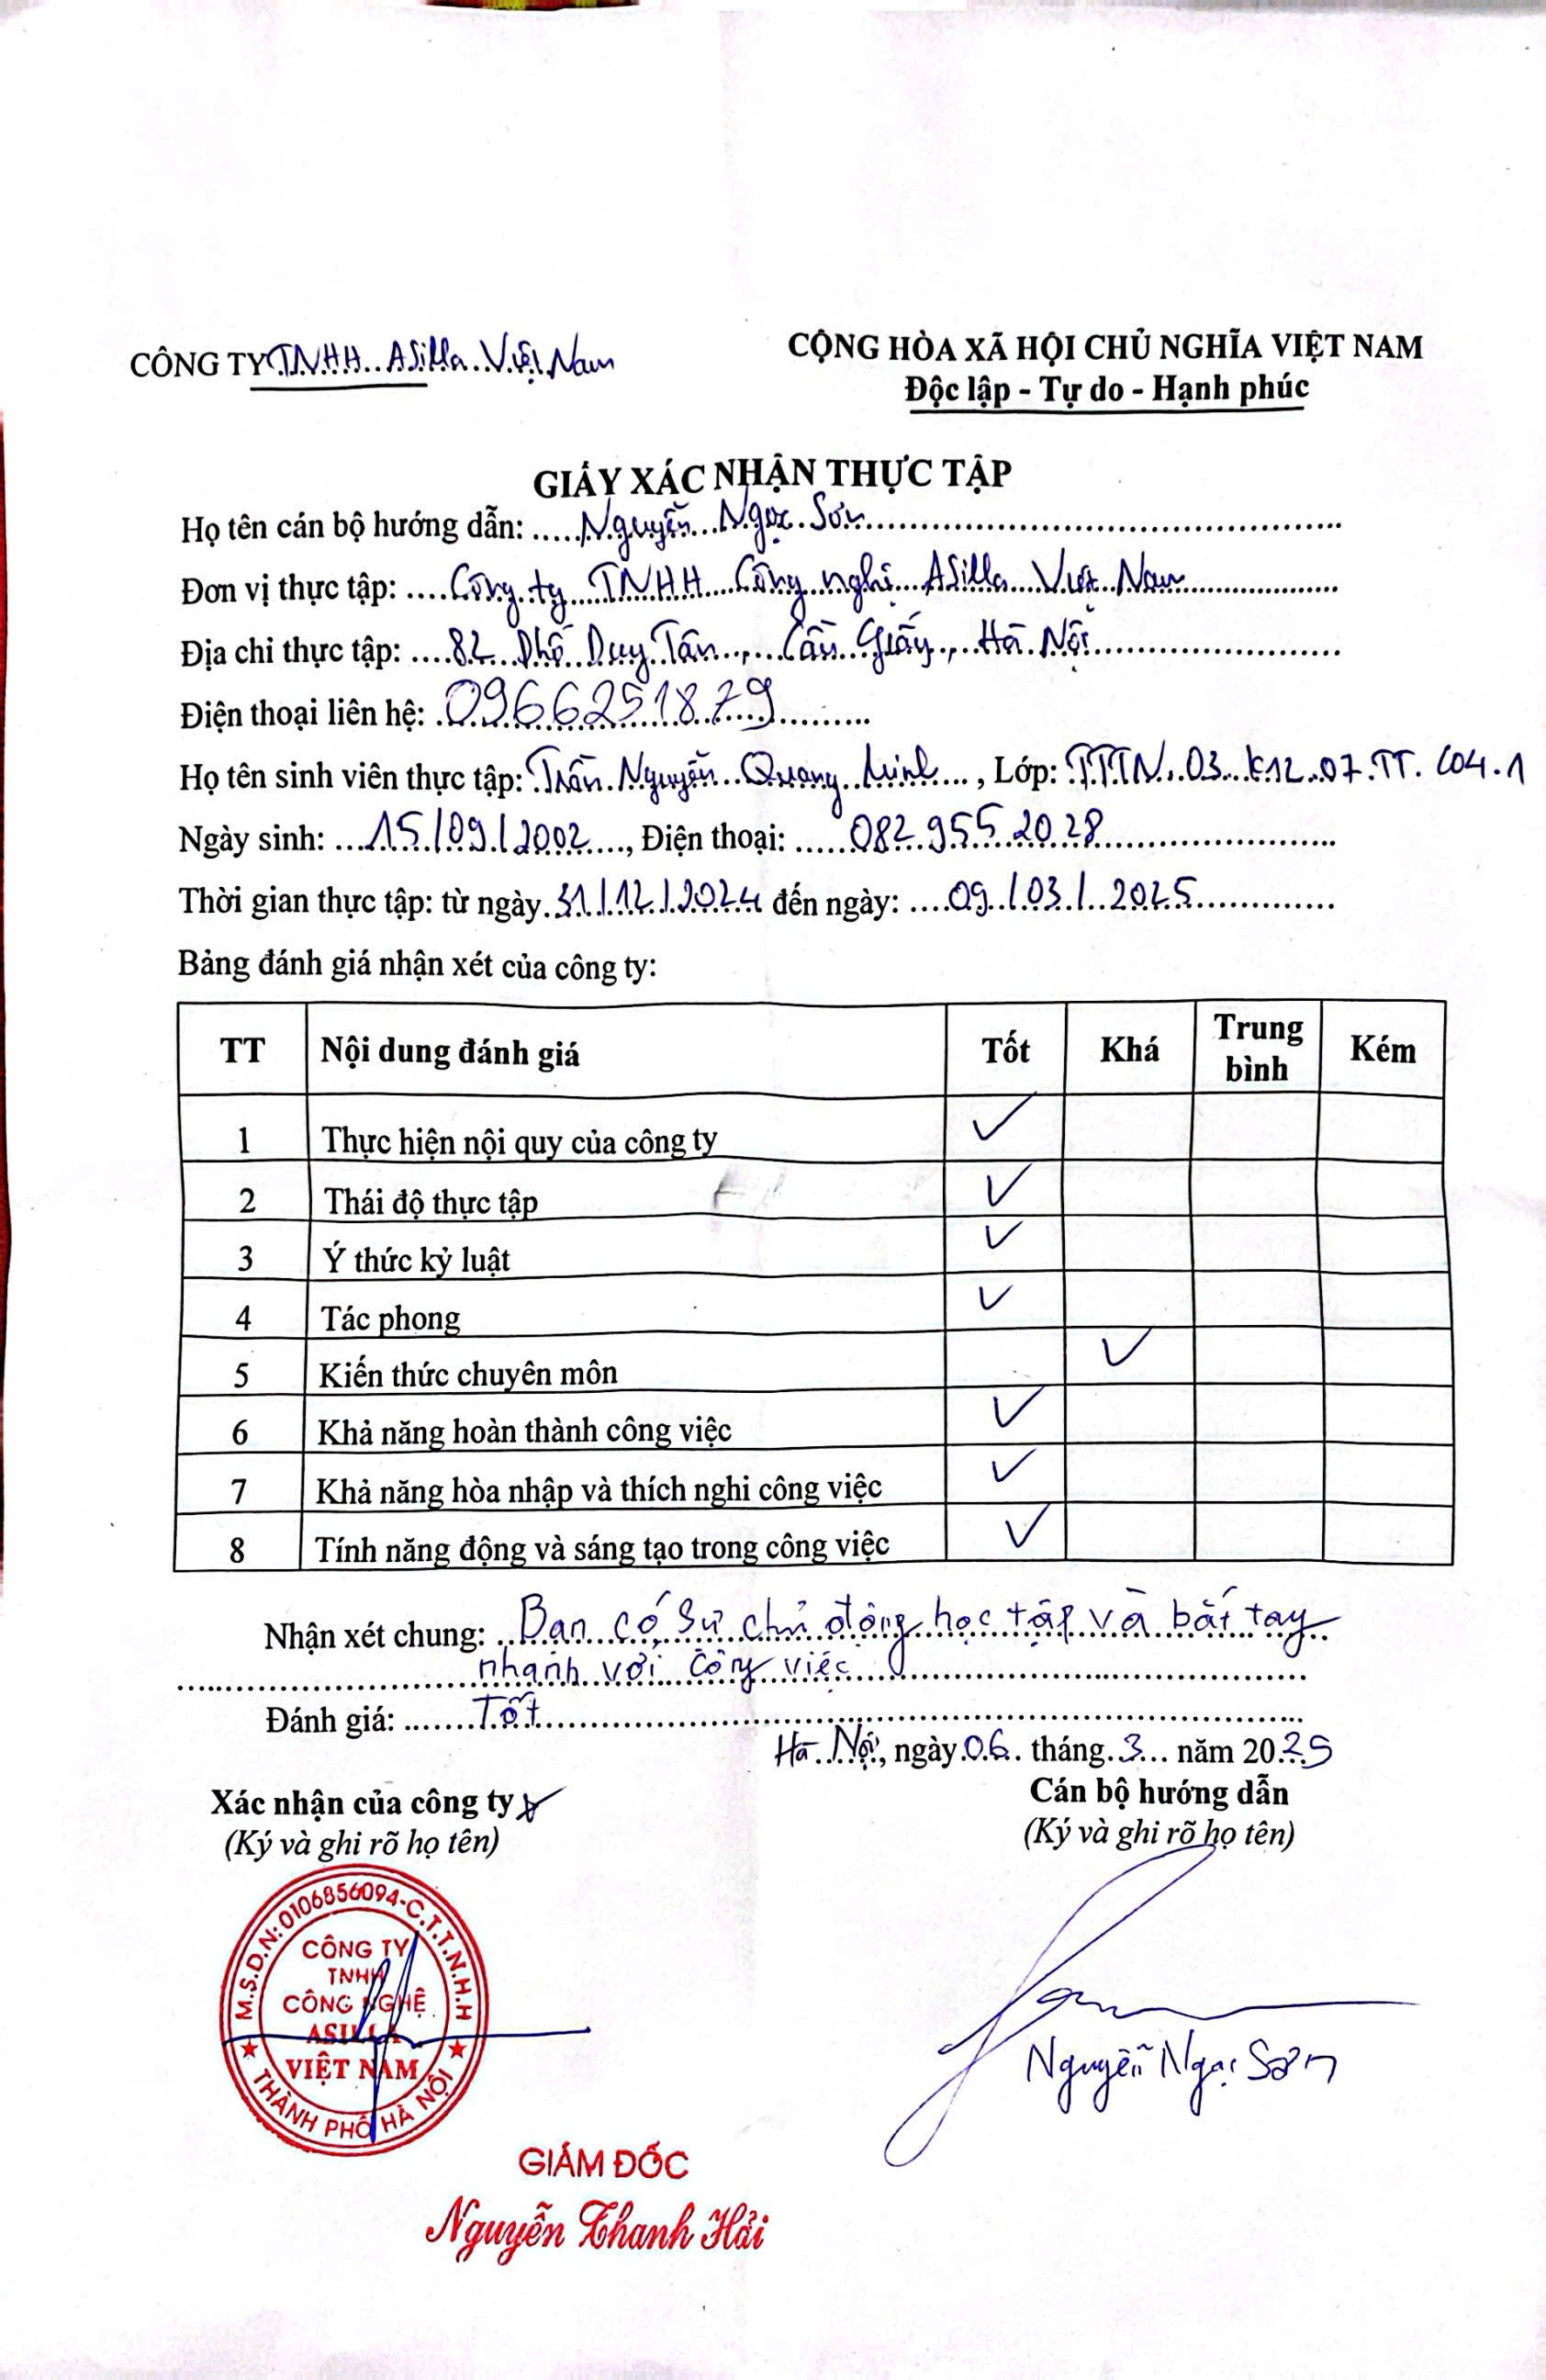 CÔNG TY TNHH Asilla Việt Nam
CỘNG HÒA XÃ HỘI CHỦ NGHĨA VIỆT NAM
Độc lập - Tự do - Hạnh phúc
GIẤY XÁC NHẬN THỰC TẬP
Họ tên cán bộ hướng dẫn: Nguyễn Ngọc Sơn
Đơn vị thực tập: Công ty TNHH Công nghệ Asilla Việt Nam
Địa chỉ thực tập: 82 Phố Duy Tân, Cầu Giấy, Hà Nội
Điện thoại liên hệ: 0966251879
Họ tên sinh viên thực tập: Trần Nguyễn Quang Minh, Lớp: TTTN.03.K12.07.TT.C04.1
Ngày sinh: 15/09/2002, Điện thoại: 082 955 2028
Thời gian thực tập: từ ngày 31/12/2024 đến ngày: 09/03/2025
Bảng đánh giá nhận xét của công ty:
TT Nội dung đánh giá Tốt Khá Trung bình Kém
1 Thực hiện nội quy của công ty ✓
2 Thái độ thực tập ✓
3 Ý thức kỷ luật ✓
4 Tác phong ✓
5 Kiến thức chuyên môn ✓
6 Khả năng hoàn thành công việc ✓
7 Khả năng hòa nhập và thích nghi công việc ✓
8 Tính năng động và sáng tạo trong công việc ✓
Nhận xét chung: Bạn có sự chủ động học tập và bắt tay
nhanh với công việc
Đánh giá: Tốt
Hà Nội, ngày 06 tháng 3 năm 2025
Xác nhận của công ty
(Ký và ghi rõ họ tên)
Cán bộ hướng dẫn
(Ký và ghi rõ họ tên)
M.S.D.N: 0106856094-C.T.T.N.H.H
CÔNG TY
TNHH
CÔNG NGHỆ
ASILLA
VIỆT NAM
THÀNH PHỐ HÀ NỘI
Nguyễn Ngọc Sơn
GIÁM ĐỐC
Nguyễn Thanh Hải